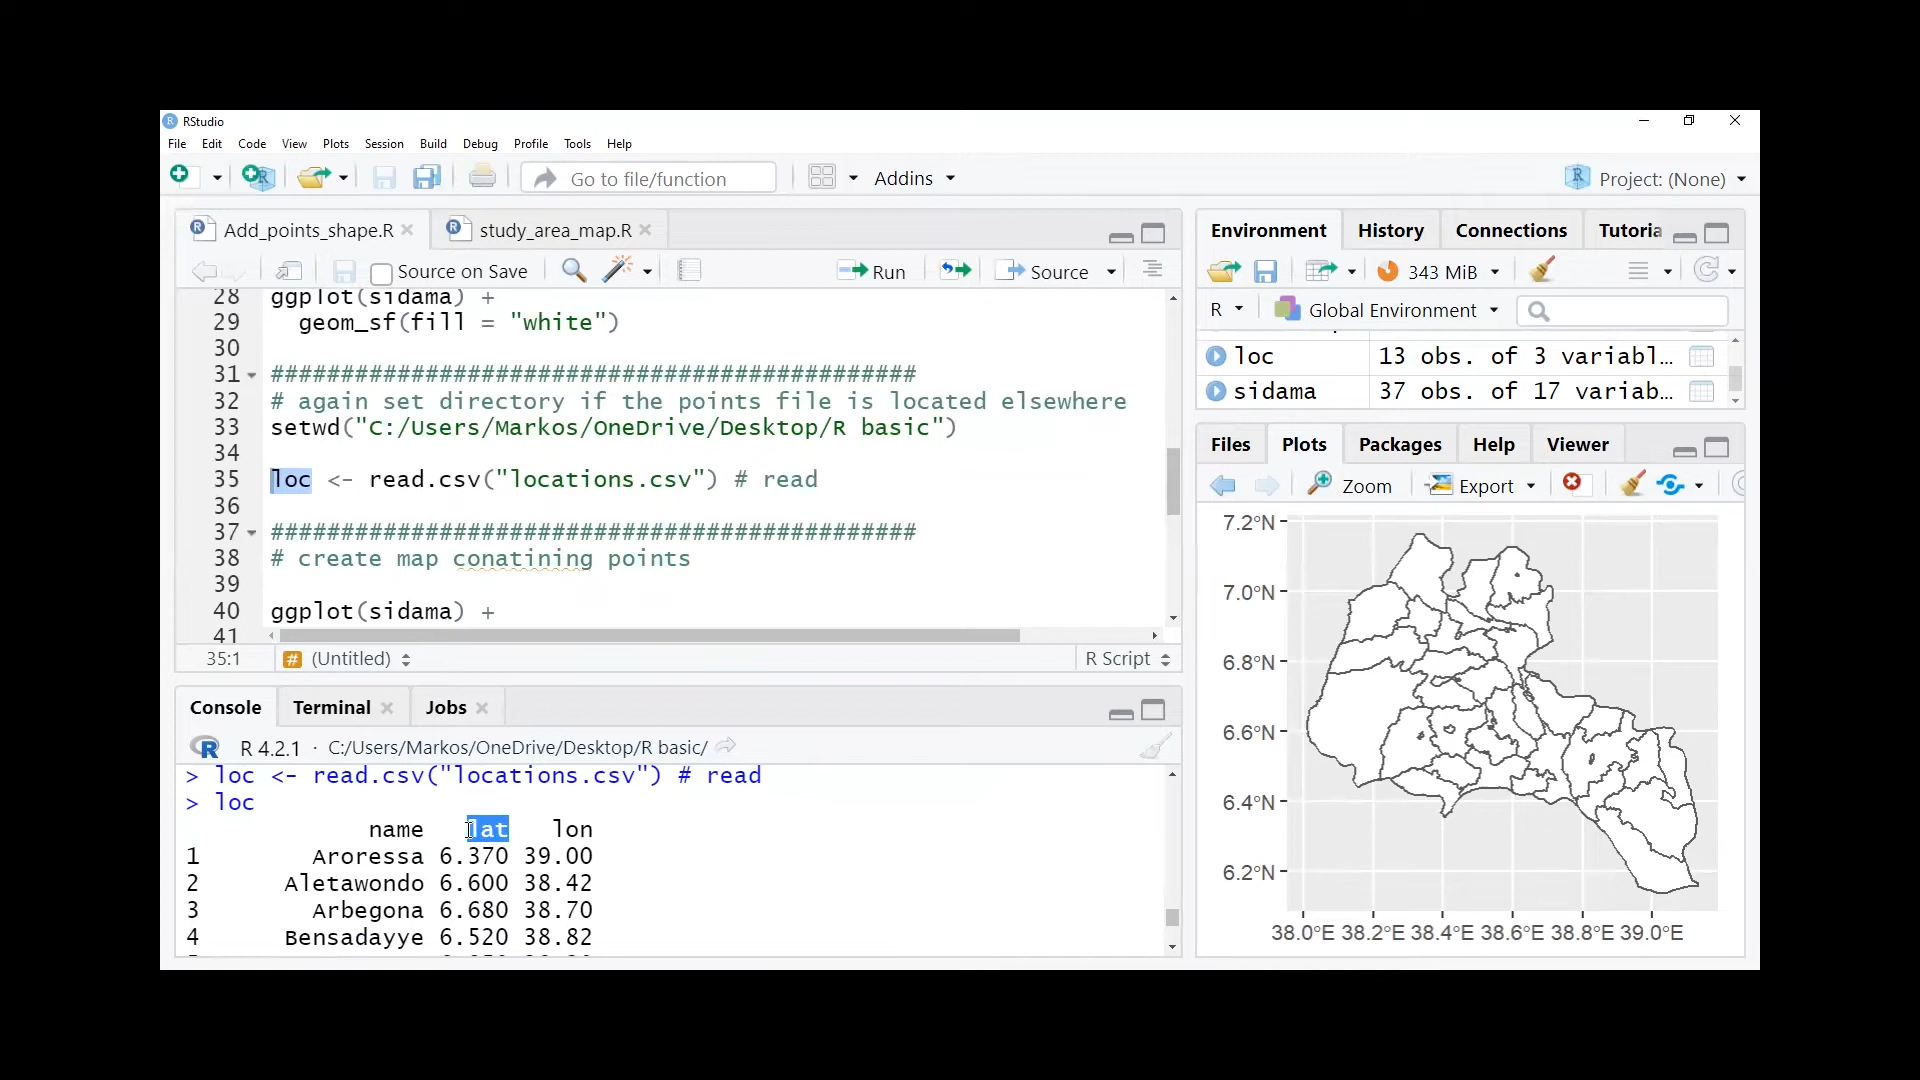 RStudio
File Edit Code View Plots Session Build Debug Profile Tools Help
Go to file/function Addins Project: (None)
Add_points_shape.R study_area_map.R
Source on Save Run Source
28 ggplot(sidama) +
29 geom_sf(fill = "white")
30
31 ##############################################
32 # again set directory if the points file is located elsewhere
33 setwd("C:/Users/Markos/OneDrive/Desktop/R basic")
34
35 loc <- read.csv("locations.csv") # read
36
37 ##############################################
38 # create map conatining points
39
40 ggplot(sidama) +
41
35:1 (Untitled) R Script
Console Terminal Jobs
R 4.2.1 · C:/Users/Markos/OneDrive/Desktop/R basic/
> loc <- read.csv("locations.csv") # read
> loc
name lat lon
1 Aroressa 6.370 39.00
2 Aletawondo 6.600 38.42
3 Arbegona 6.680 38.70
4 Bensadayye 6.520 38.82
Environment History Connections Tutoria
343 MiB
R Global Environment
loc 13 obs. of 3 variabl…
sidama 37 obs. of 17 variab…
Files Plots Packages Help Viewer
Zoom Export
7.2°N
7.0°N
6.8°N
6.6°N
6.4°N
6.2°N
38.0°E 38.2°E 38.4°E 38.6°E 38.8°E 39.0°E